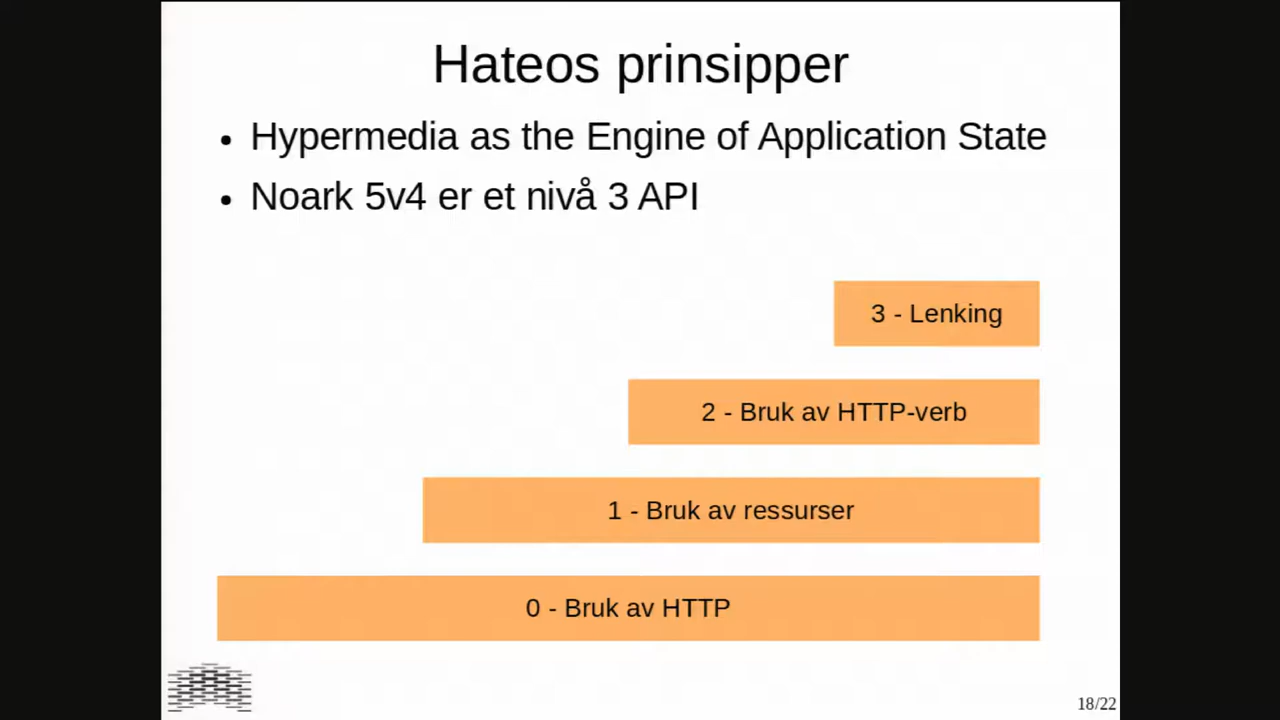 Hateos prinsipper
• Hypermedia as the Engine of Application State
• Noark 5v4 er et nivå 3 API
3 - Lenking
2 - Bruk av HTTP-verb
1 - Bruk av ressurser
0 - Bruk av HTTP
18/22